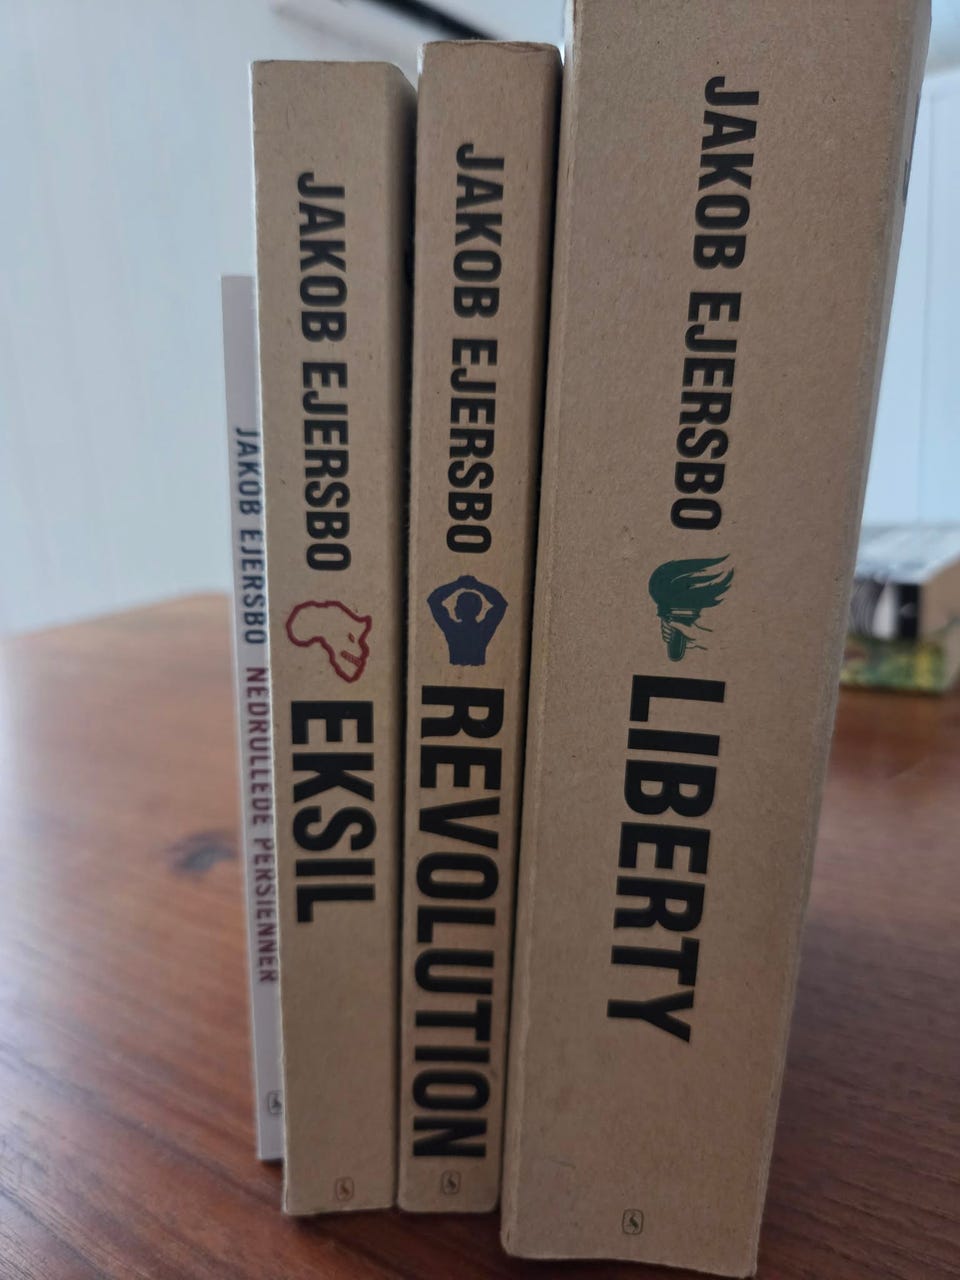 JAKOB EJERSBO NEDRULLEDE PERSIENNER
JAKOB EJERSBO EKSIL
JAKOB EJERSBO REVOLUTION
JAKOB EJERSBO LIBERTY